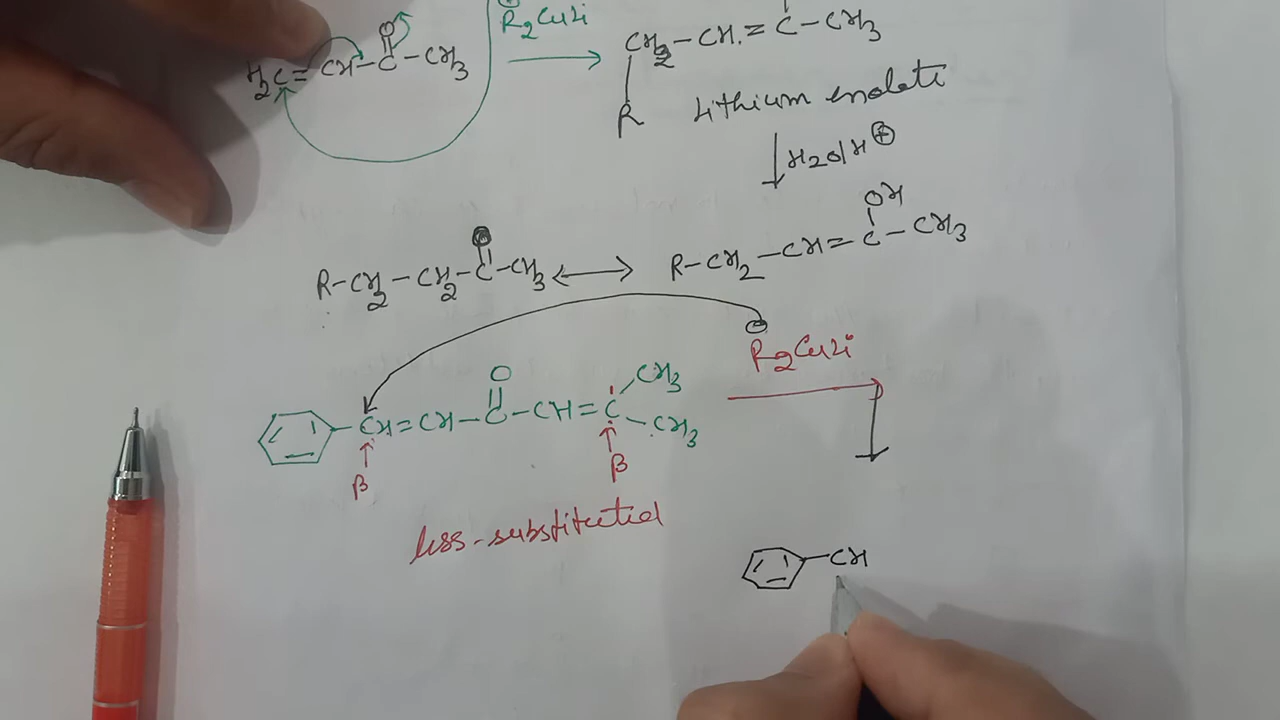 H2C=CH-C-CH3
O
⊖
R2CuLi
CH2-CH=C-CH3
R
Lithium enolate
H2O/H⊕
OH
R-CH2-CH=C-CH3
O
R-CH2-CH2-C-CH3
⊖
R2CuLi
O
CH=CH-C-CH=C
CH3
CH3
β
β
less-substituted
CH